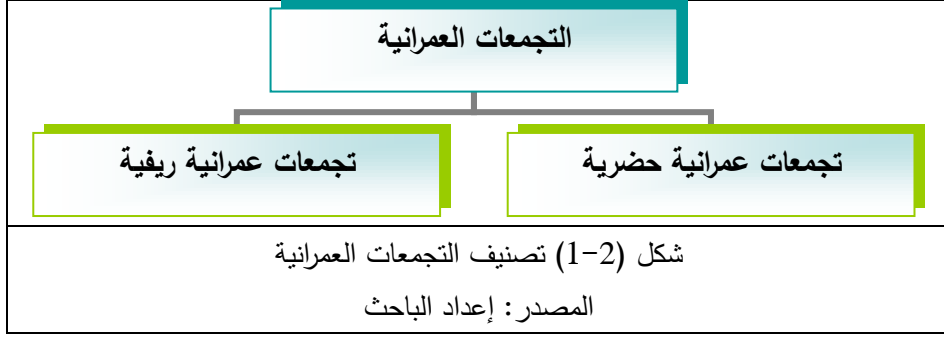 التجمعات العمرانية
تجمعات عمرانية حضرية
تجمعات عمرانية ريفية
شكل (2-1) تصنيف التجمعات العمرانية
المصدر: إعداد الباحث